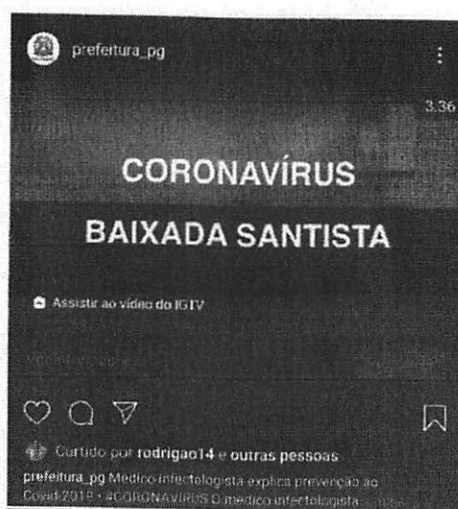 prefeitura_pg
3:36
CORONAVÍRUS
BAIXADA SANTISTA
Assistir ao vídeo do IGTV
Curtido por rodrigao14 e outras pessoas
prefeitura_pg Médico infectologista explica prevenção ao
Covid-2019 • #CORONAVÍRUS O médico infectologista